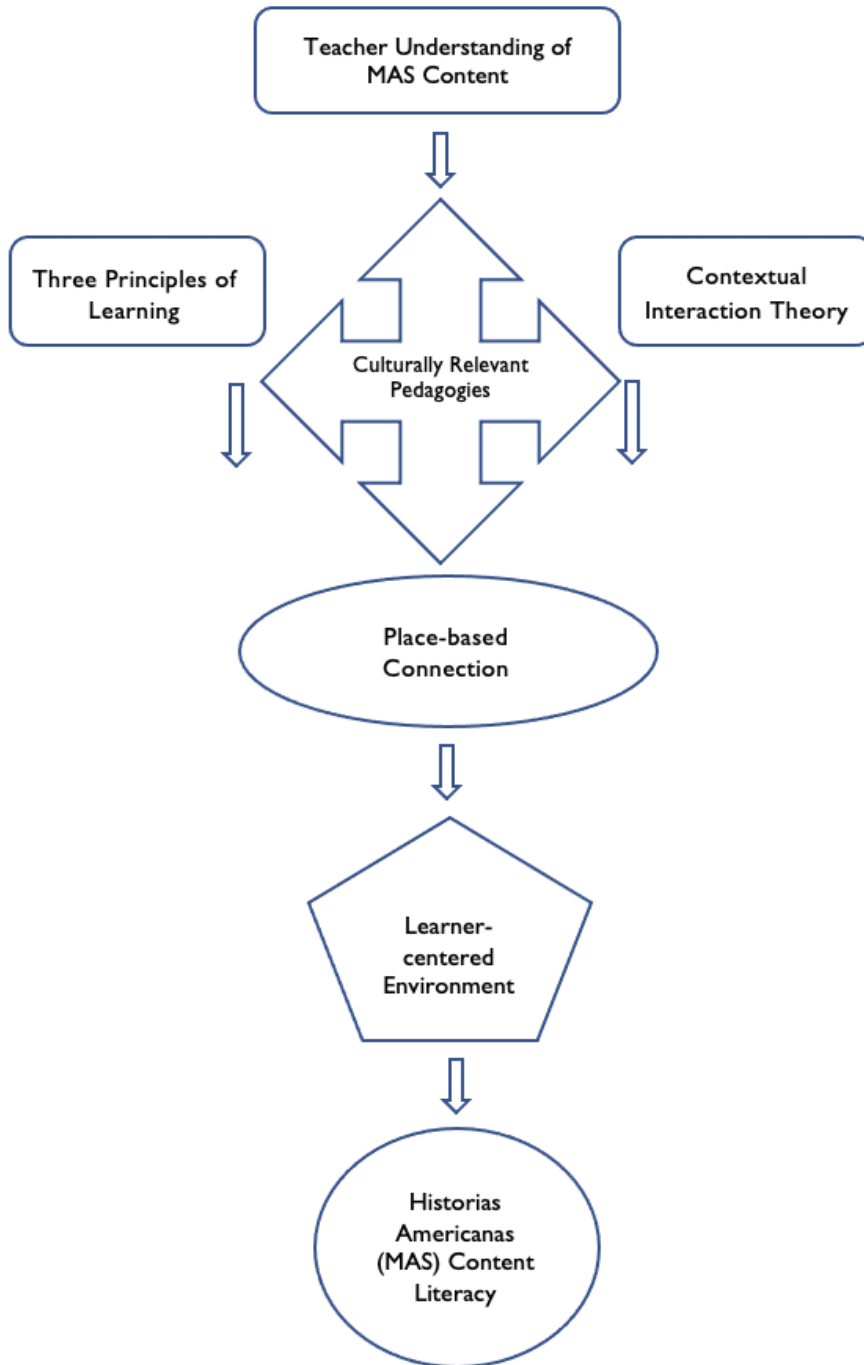 Teacher Understanding of
MAS Content
Three Principles of
Learning
Contextual
Interaction Theory
Culturally Relevant
Pedagogies
Place-based
Connection
Learner-
centered
Environment
Historias
Americanas
(MAS) Content
Literacy